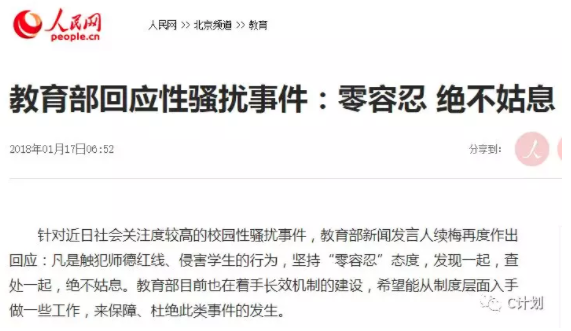 人民网
people.cn
人民网 >> 北京频道 >> 教育
教育部回应性骚扰事件：零容忍 绝不姑息
2018年01月17日06:52
分享到：
人
针对近日社会关注度较高的校园性骚扰事件，教育部新闻发言人续梅再度作出
回应：凡是触犯师德红线、侵害学生的行为，坚持“零容忍”态度，发现一起，查
处一起，绝不姑息。教育部目前也在着手长效机制的建设，希望能从制度层面入手
做一些工作，来保障、杜绝此类事件的发生。
C计划